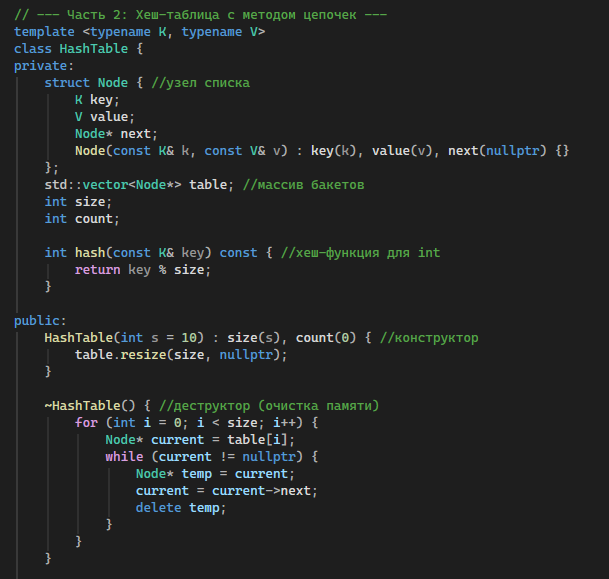 // --- Часть 2: Хеш-таблица с методом цепочек ---
template <typename K, typename V>
class HashTable {
private:
    struct Node { //узел списка
        K key;
        V value;
        Node* next;
        Node(const K& k, const V& v) : key(k), value(v), next(nullptr) {}
    };
    std::vector<Node*> table; //массив бакетов
    int size;
    int count;

    int hash(const K& key) const { //хеш-функция для int
        return key % size;
    }

public:
    HashTable(int s = 10) : size(s), count(0) { //конструктор
        table.resize(size, nullptr);
    }

    ~HashTable() { //деструктор (очистка памяти)
        for (int i = 0; i < size; i++) {
            Node* current = table[i];
            while (current != nullptr) {
                Node* temp = current;
                current = current->next;
                delete temp;
            }
        }
    }